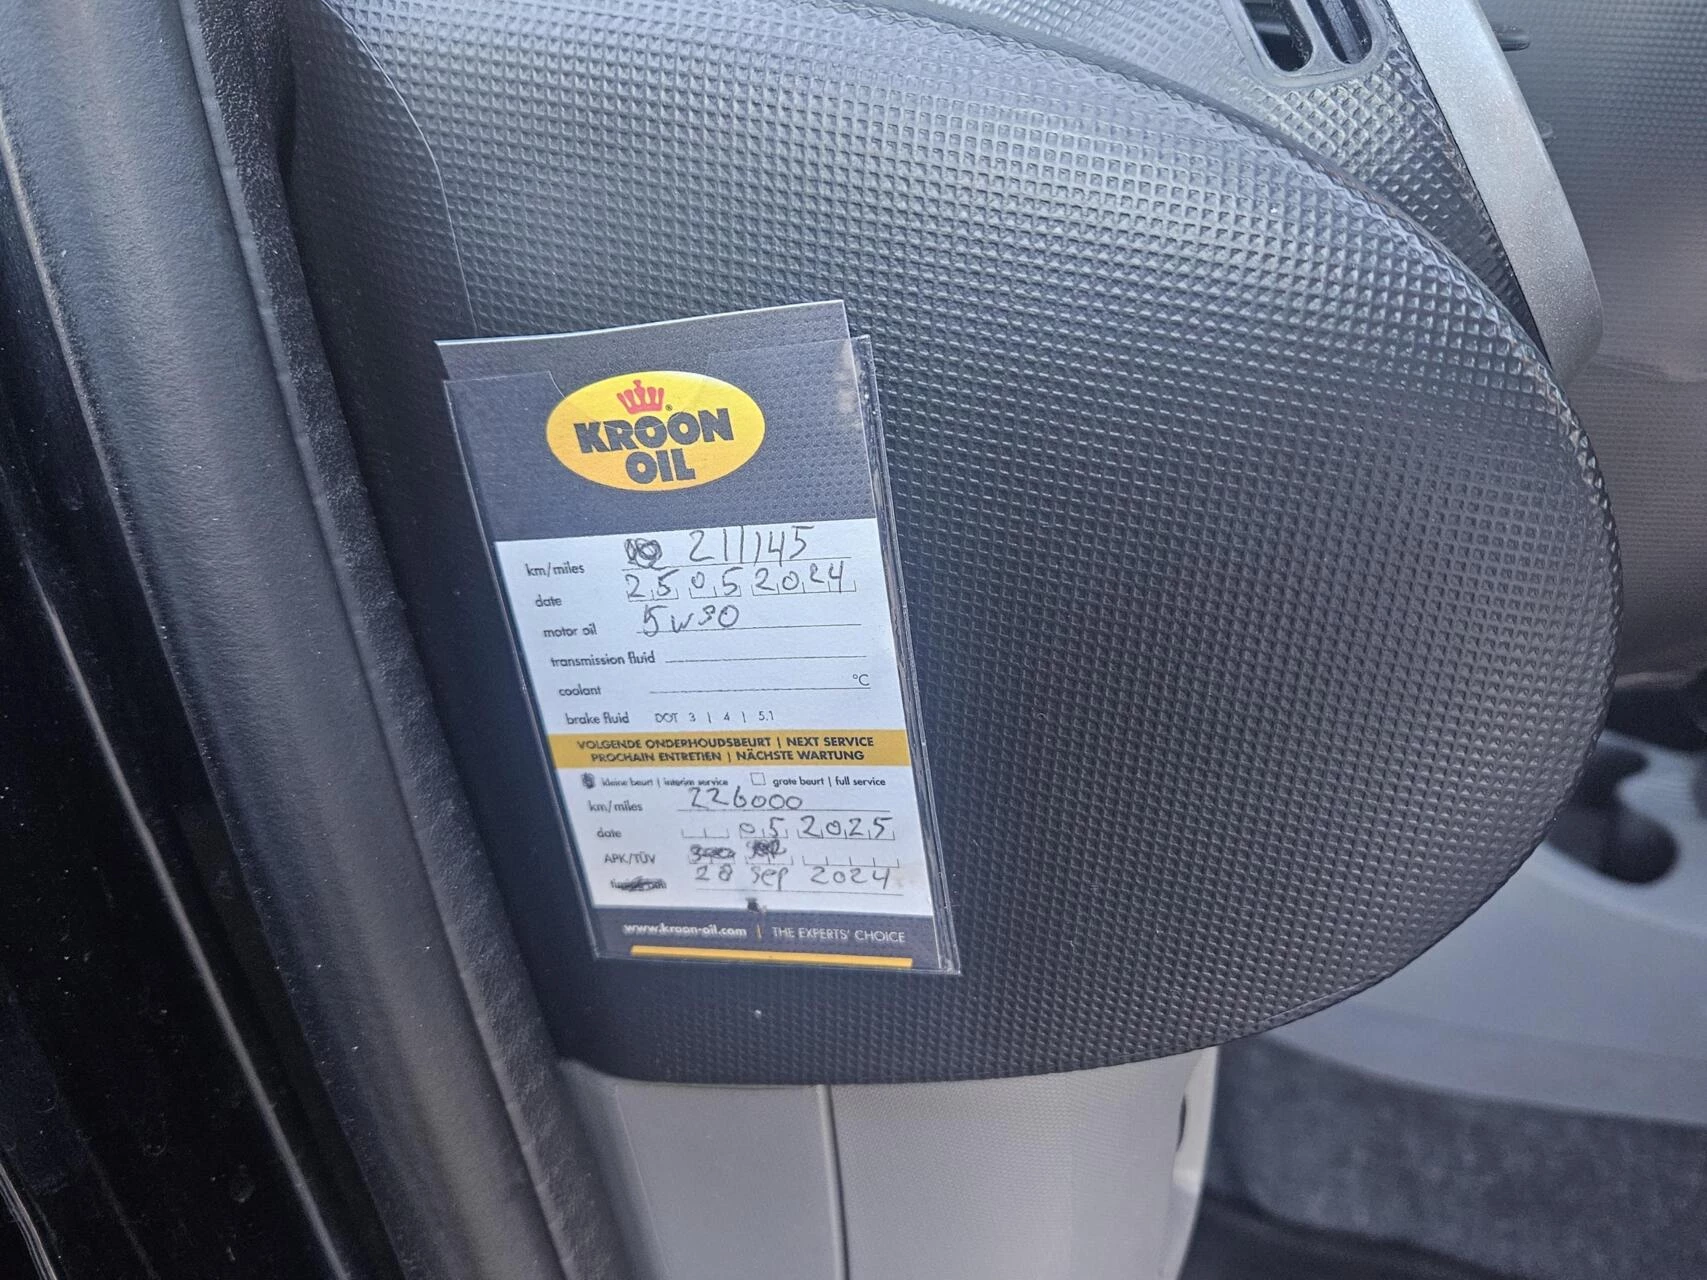 KROON
OIL
km/miles 211145
date 25 05 2024
motor oil 5w30
transmission fluid
coolant °C
brake fluid DOT 3 | 4 | 5.1
VOLGENDE ONDERHOUDSBEURT | NEXT SERVICE
PROCHAIN ENTRETIEN | NÄCHSTE WARTUNG
kleine beurt | interim service grote beurt | full service
km/miles 226000
date 05 2025
APK/TÜV
28 sep 2024
www.kroon-oil.com | THE EXPERTS' CHOICE